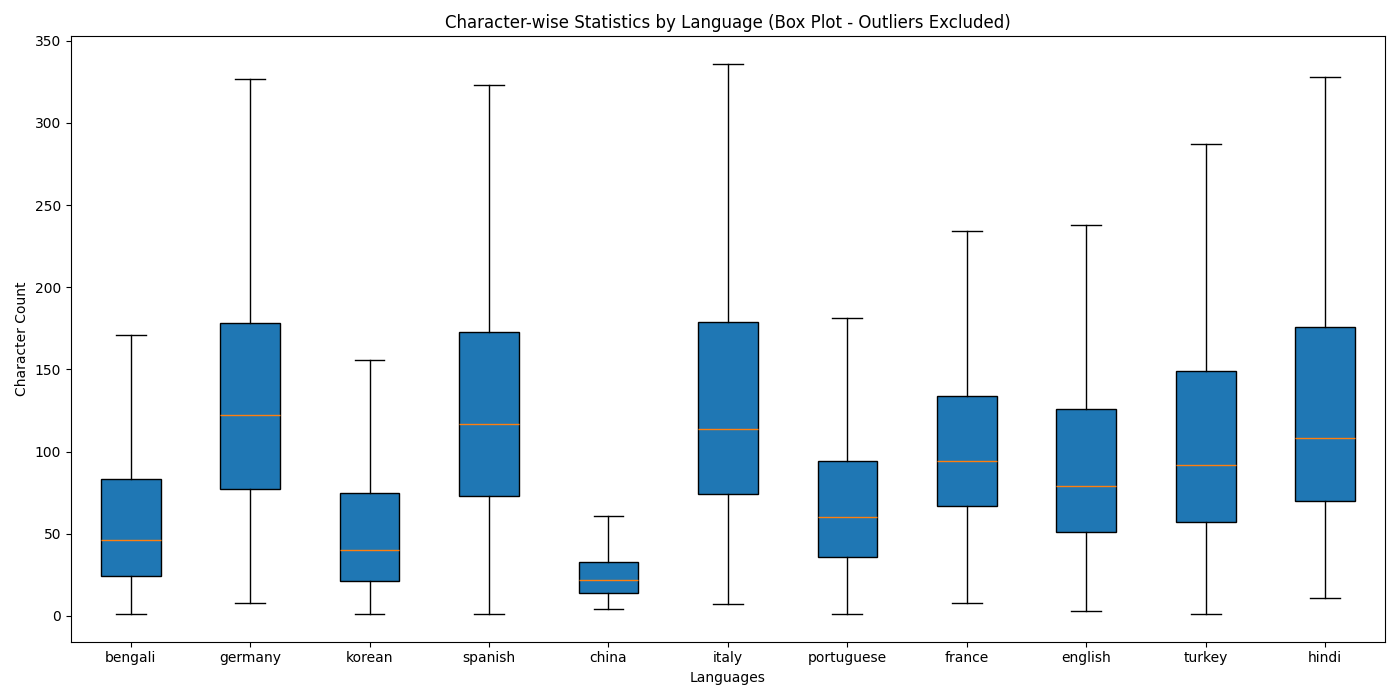 Character-wise Statistics by Language (Box Plot - Outliers Excluded)
350
300
250
200
150
100
50
0
Character Count
bengali germany korean spanish china italy portuguese france english turkey hindi
Languages